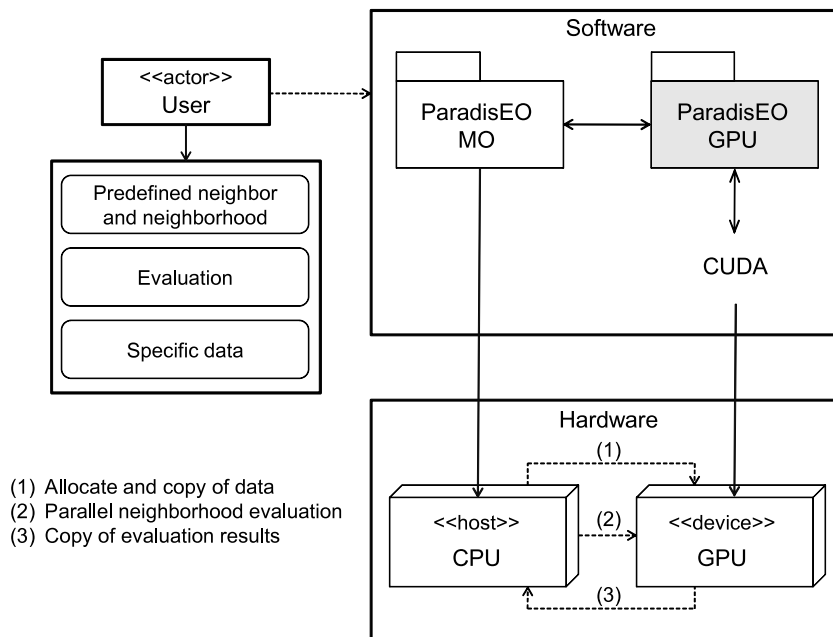 Software
<<actor>>
User
ParadisEO
MO
ParadisEO
GPU
Predefined neighbor
and neighborhood
Evaluation
Specific data
CUDA
Hardware
(1) Allocate and copy of data
(2) Parallel neighborhood evaluation
(3) Copy of evaluation results
(1)
<<host>>
CPU
(2)
<<device>>
GPU
(3)